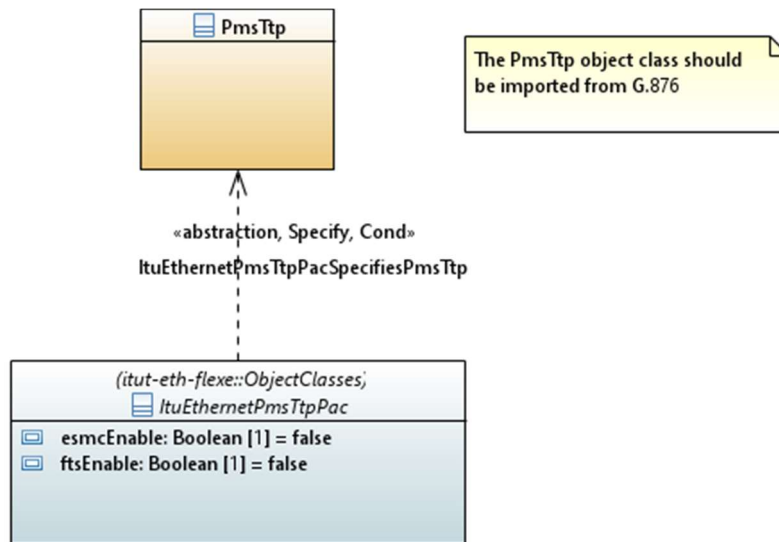 PmsTtp
The PmsTtp object class should
be imported from G.876
«abstraction, Specify, Cond»
ItuEthernetPmsTtpPacSpecifiesPmsTtp
(itut-eth-flexe::ObjectClasses)
ItuEthernetPmsTtpPac
esmcEnable: Boolean [1] = false
ftsEnable: Boolean [1] = false